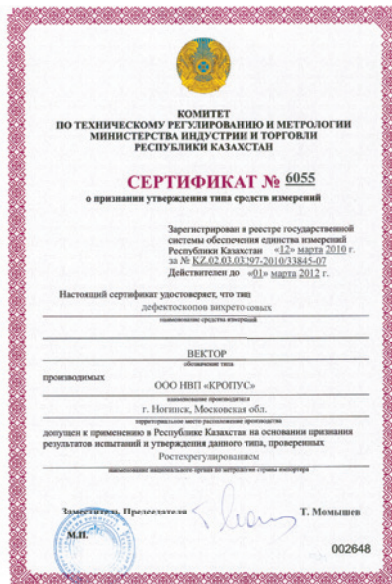 КОМИТЕТ
ПО ТЕХНИЧЕСКОМУ РЕГУЛИРОВАНИЮ И МЕТРОЛОГИИ
МИНИСТЕРСТВА ИНДУСТРИИ И ТОРГОВЛИ
РЕСПУБЛИКИ КАЗАХСТАН
СЕРТИФИКАТ № 6055
о признании утверждения типа средств измерений
Зарегистрирован в реестре государственной
системы обеспечения единства измерений
Республики Казахстан «12» марта 2010 г.
за № KZ.02.03.03297-2010/33845-07
Действителен до «01» марта 2012 г.
Настоящий сертификат удостоверяет, что тип
дефектоскопов вихретоковых
наименование средства измерений
ВЕКТОР
обозначение типа
производимых
ООО НВП «КРОПУС»
наименование производителя
г. Ногинск, Московская обл.
территориальное место расположения производства
допущен к применению в Республике Казахстан на основании признания
результатов испытаний и утверждения данного типа, проверенных
Ростехрегулированием
наименование национального органа по метрологии страны импортера
Заместитель Председателя Т. Момышев
М.П.
002648